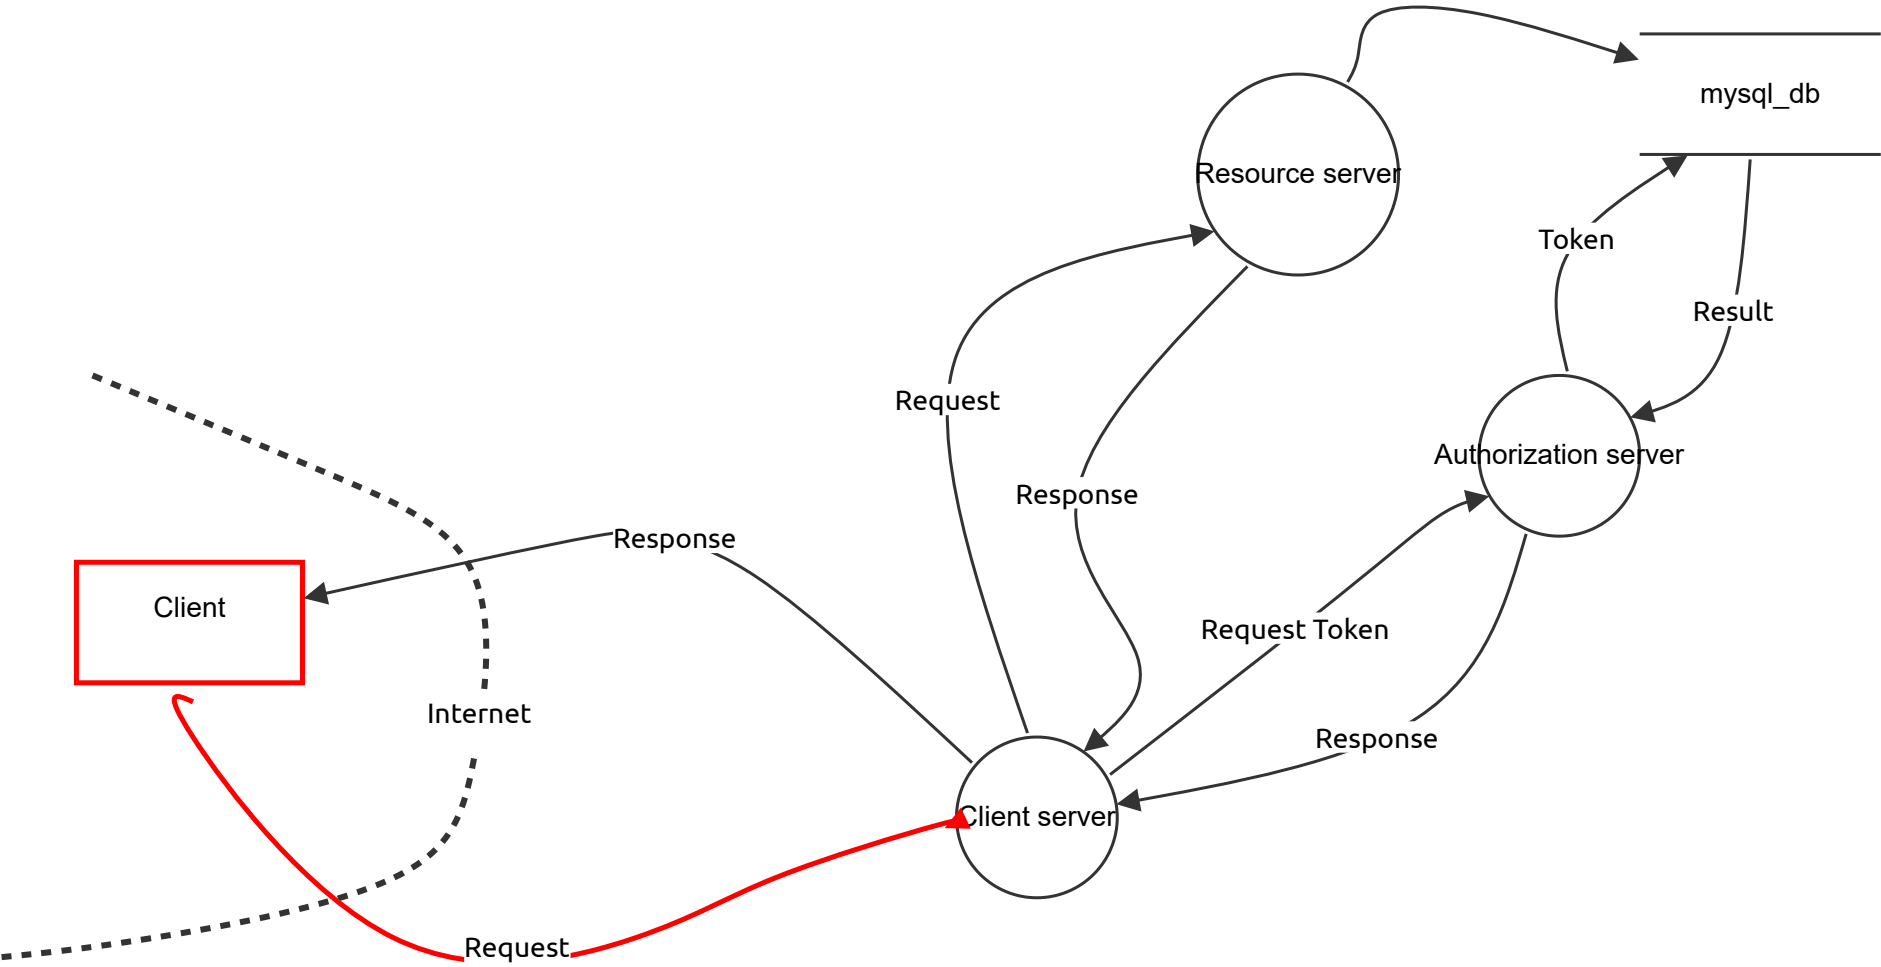 mysql_db
Resource server
Token
Result
Request
Authorization server
Response
Response
Client
Request Token
Internet
Response
Client server
Request